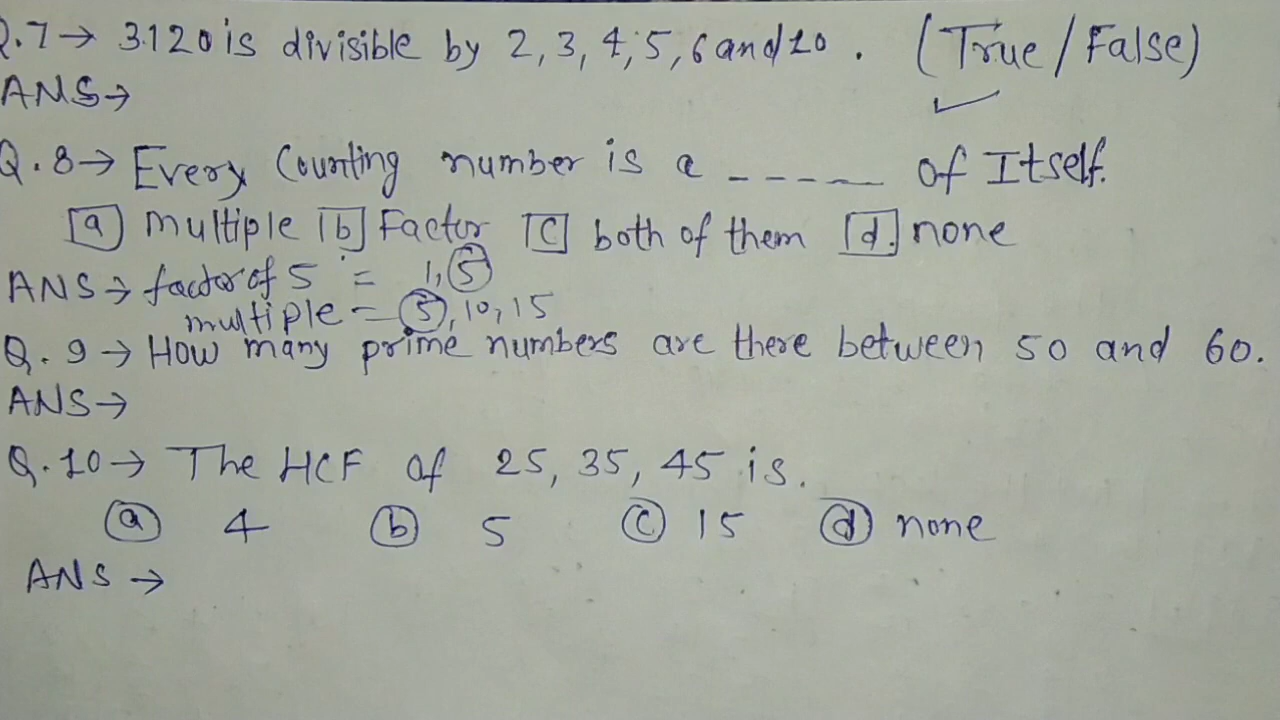 Q.7→ 3120 is divisible by 2, 3, 4, 5, 6 and 10. (True/False)
ANS→ ✓
Q.8→ Every Counting number is a ----- of Itself.
[a] multiple [b] Factor [c] both of them [d.] none
ANS→ factor of 5 = 1, 5
multiple = 5, 10, 15
Q.9→ How many prime numbers are there between 50 and 60.
ANS→
Q.10→ The HCF of 25, 35, 45 is.
(a) 4 (b) 5 (c) 15 (d) none
ANS→